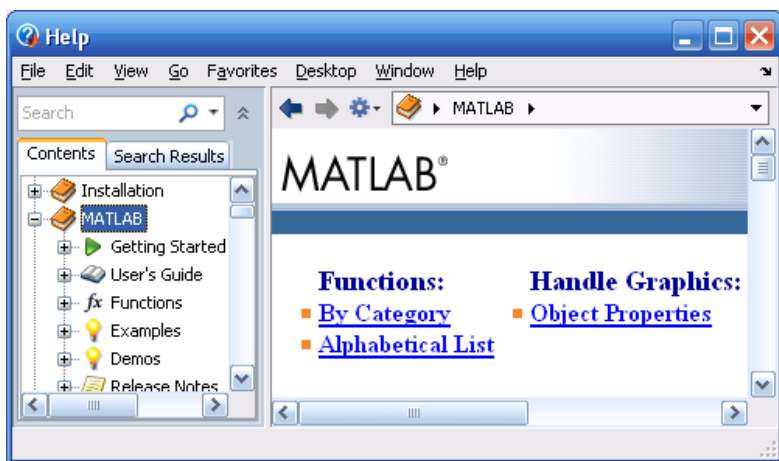 Help
File Edit View Go Favorites Desktop Window Help
Search
MATLAB
Contents Search Results
Installation
MATLAB
Getting Started
User's Guide
fx Functions
Examples
Demos
Release Notes
MATLAB®
Functions:
By Category
Alphabetical List
Handle Graphics:
Object Properties